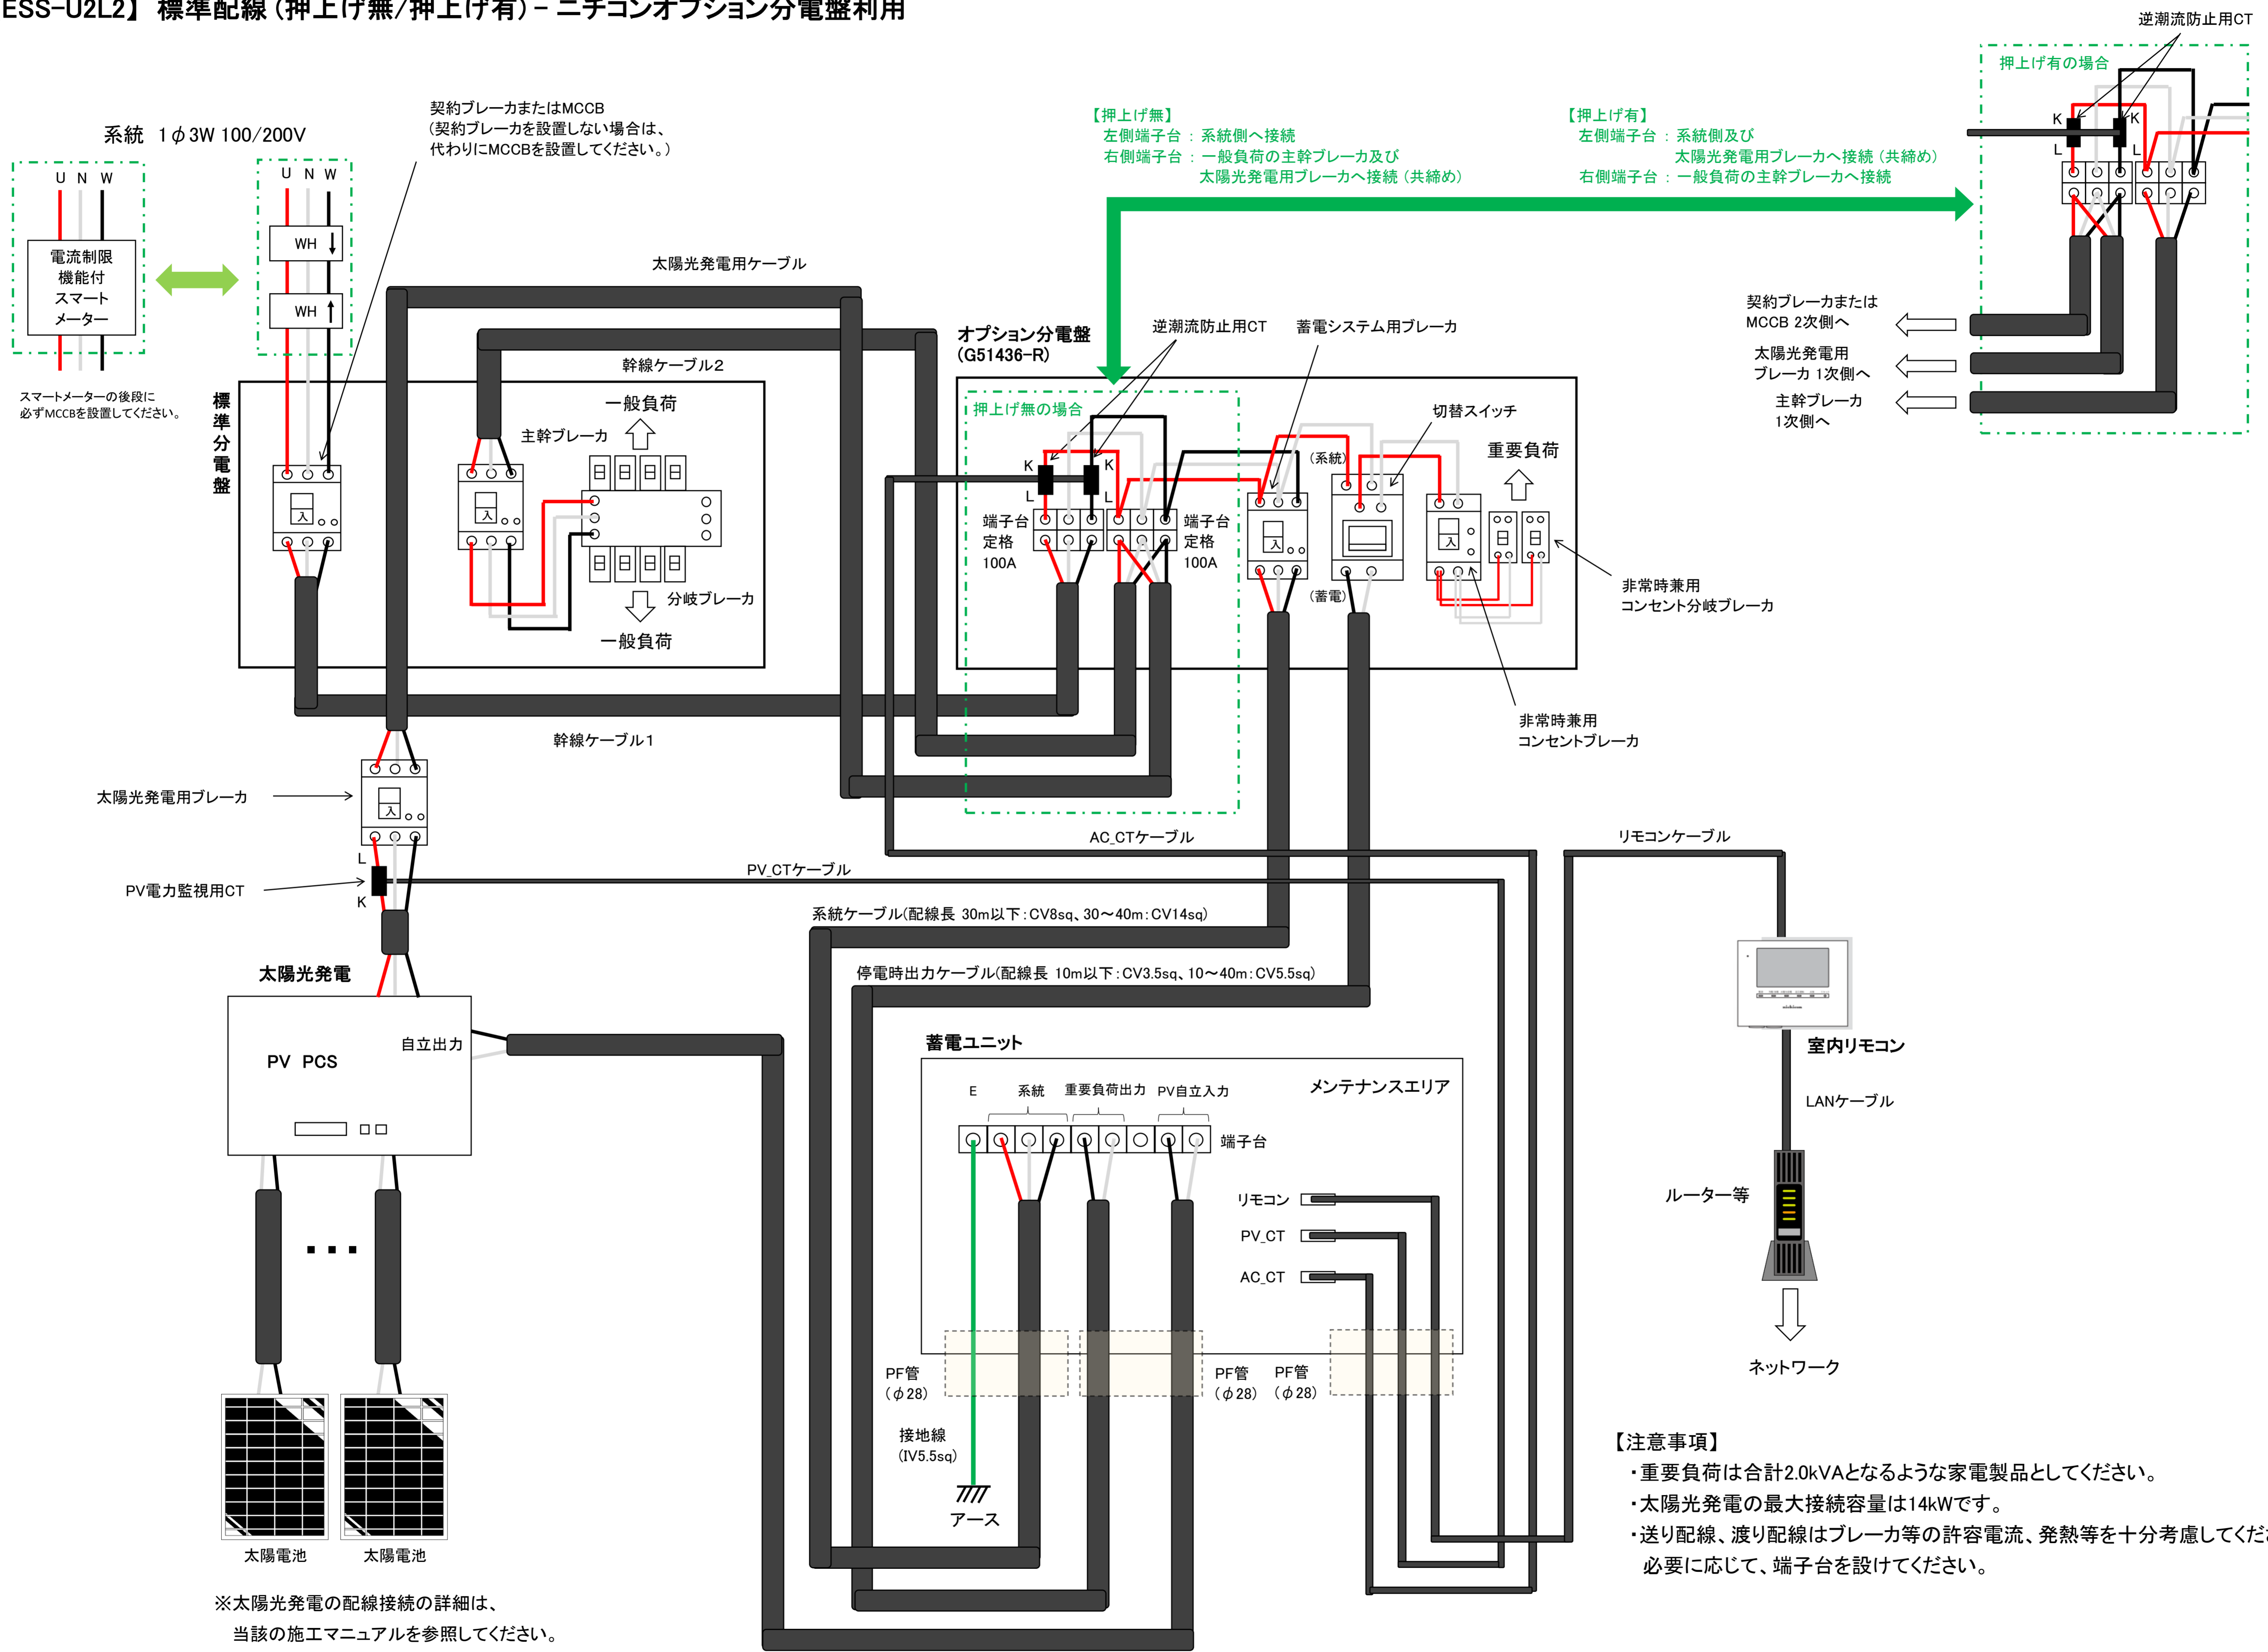 ESS-U2L2】 標準配線（押上げ無/押上げ有）- ニチコンオプション分電盤利用
逆潮流防止用CT
押上げ有の場合
K
K
L
L
契約ブレーカまたは
MCCB 2次側へ
太陽光発電用
ブレーカ 1次側へ
主幹ブレーカ
1次側へ
【押上げ無】
左側端子台：系統側へ接続
右側端子台：一般負荷の主幹ブレーカ及び
太陽光発電用ブレーカへ接続（共締め）
【押上げ有】
左側端子台：系統側及び
太陽光発電用ブレーカへ接続（共締め）
右側端子台：一般負荷の主幹ブレーカへ接続
契約ブレーカまたはMCCB
（契約ブレーカを設置しない場合は、
代わりにMCCBを設置してください。）
系統 1φ3W 100/200V
U N W
電流制限
機能付
スマート
メーター
U N W
WH
WH
スマートメーターの後段に
必ずMCCBを設置してください。
標準分電盤
入
太陽光発電用ケーブル
幹線ケーブル2
一般負荷
主幹ブレーカ
入
分岐ブレーカ
一般負荷
幹線ケーブル1
オプション分電盤
(G51436-R)
逆潮流防止用CT
蓄電システム用ブレーカ
押上げ無の場合
K
K
L
L
端子台
定格
100A
端子台
定格
100A
入
切替スイッチ
（系統）
（蓄電）
重要負荷
入
非常時兼用
コンセント分岐ブレーカ
非常時兼用
コンセントブレーカ
太陽光発電用ブレーカ
入
L
K
PV電力監視用CT
AC_CTケーブル
PV_CTケーブル
リモコンケーブル
系統ケーブル(配線長 30m以下：CV8sq、30～40m：CV14sq)
停電時出力ケーブル(配線長 10m以下：CV3.5sq、10～40m：CV5.5sq)
太陽光発電
PV PCS
自立出力
太陽電池
太陽電池
※太陽光発電の配線接続の詳細は、
当該の施工マニュアルを参照してください。
蓄電ユニット
メンテナンスエリア
E
系統
重要負荷出力
PV自立入力
端子台
リモコン
PV_CT
AC_CT
PF管
（φ28）
PF管
（φ28）
PF管
（φ28）
接地線
(IV5.5sq)
アース
室内リモコン
LANケーブル
ルーター等
ネットワーク
【注意事項】
・重要負荷は合計2.0kVAとなるような家電製品としてください。
・太陽光発電の最大接続容量は14kWです。
・送り配線、渡り配線はブレーカ等の許容電流、発熱等を十分考慮してくだ
必要に応じて、端子台を設けてください。